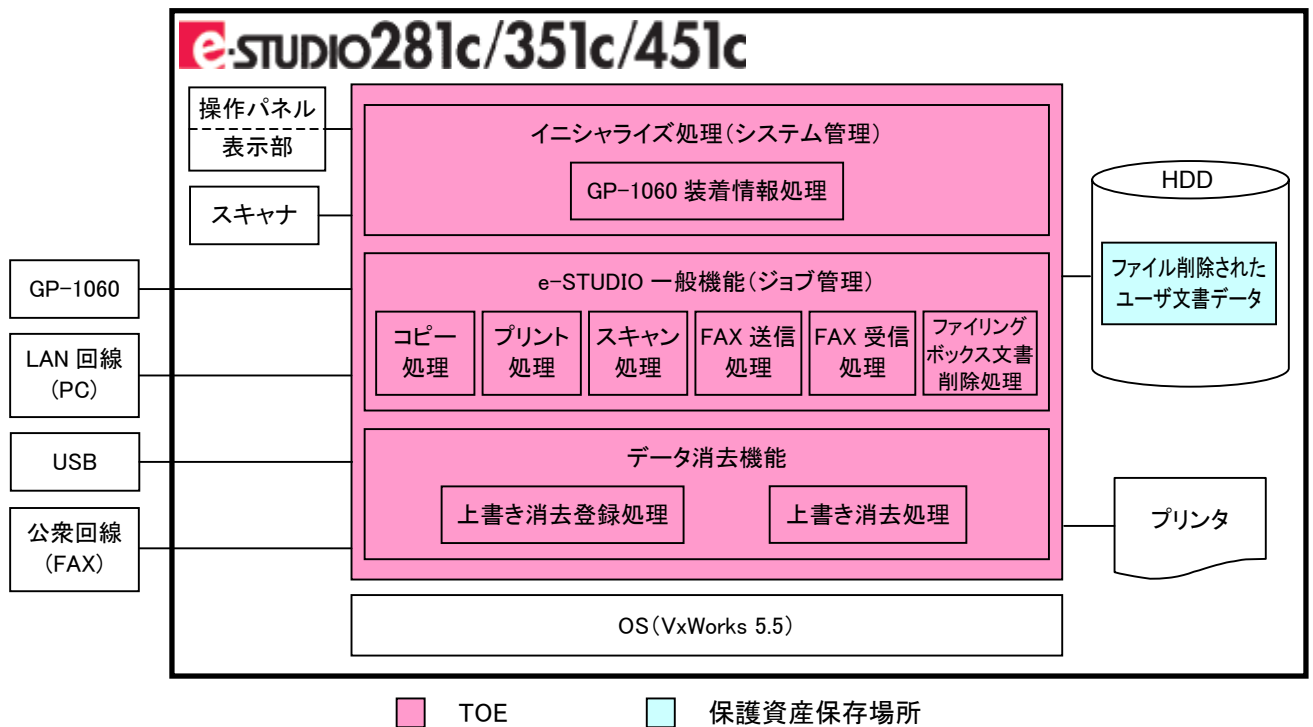 e-STUDIO281c/351c/451c
操作パネル
表示部
スキャナ
GP-1060
LAN 回線
(PC)
USB
公衆回線
(FAX)
イニシャライズ処理(システム管理)
GP-1060 装着情報処理
e-STUDIO 一般機能(ジョブ管理)
コピー
処理
プリント
処理
スキャン
処理
FAX 送信
処理
FAX 受信
処理
ファイリング
ボックス文書
削除処理
データ消去機能
上書き消去登録処理
上書き消去処理
OS(VxWorks 5.5)
HDD
ファイル削除された
ユーザ文書データ
プリンタ
TOE
保護資産保存場所